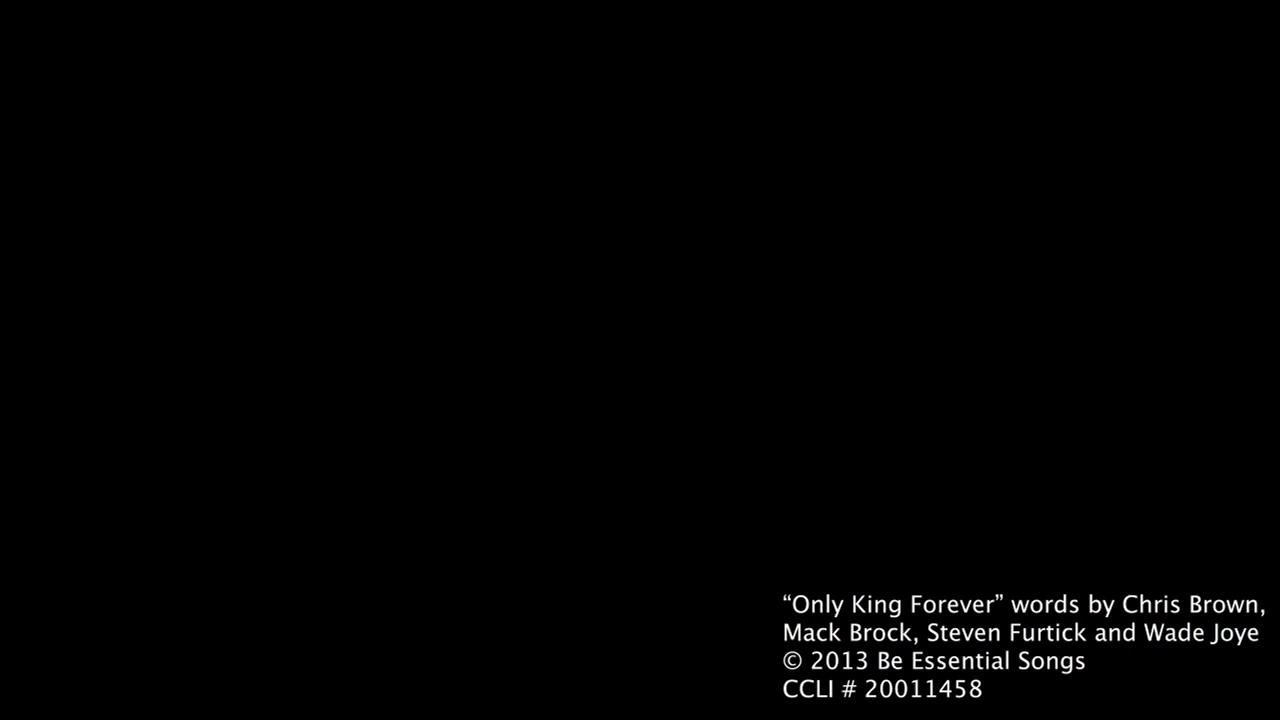 “Only King Forever” words by Chris Brown,
Mack Brock, Steven Furtick and Wade Joye
© 2013 Be Essential Songs
CCLI # 20011458